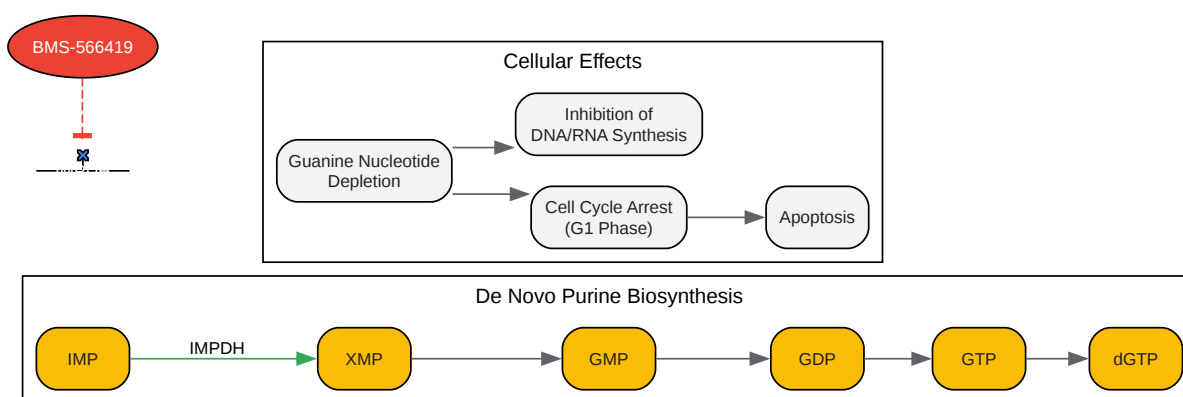 BMS-566419
Cellular Effects
Inhibition of
DNA/RNA Synthesis
Guanine Nucleotide
Depletion
Cell Cycle Arrest
(G1 Phase)
Apoptosis
De Novo Purine Biosynthesis
IMP
IMPDH
XMP
GMP
GDP
GTP
dGTP